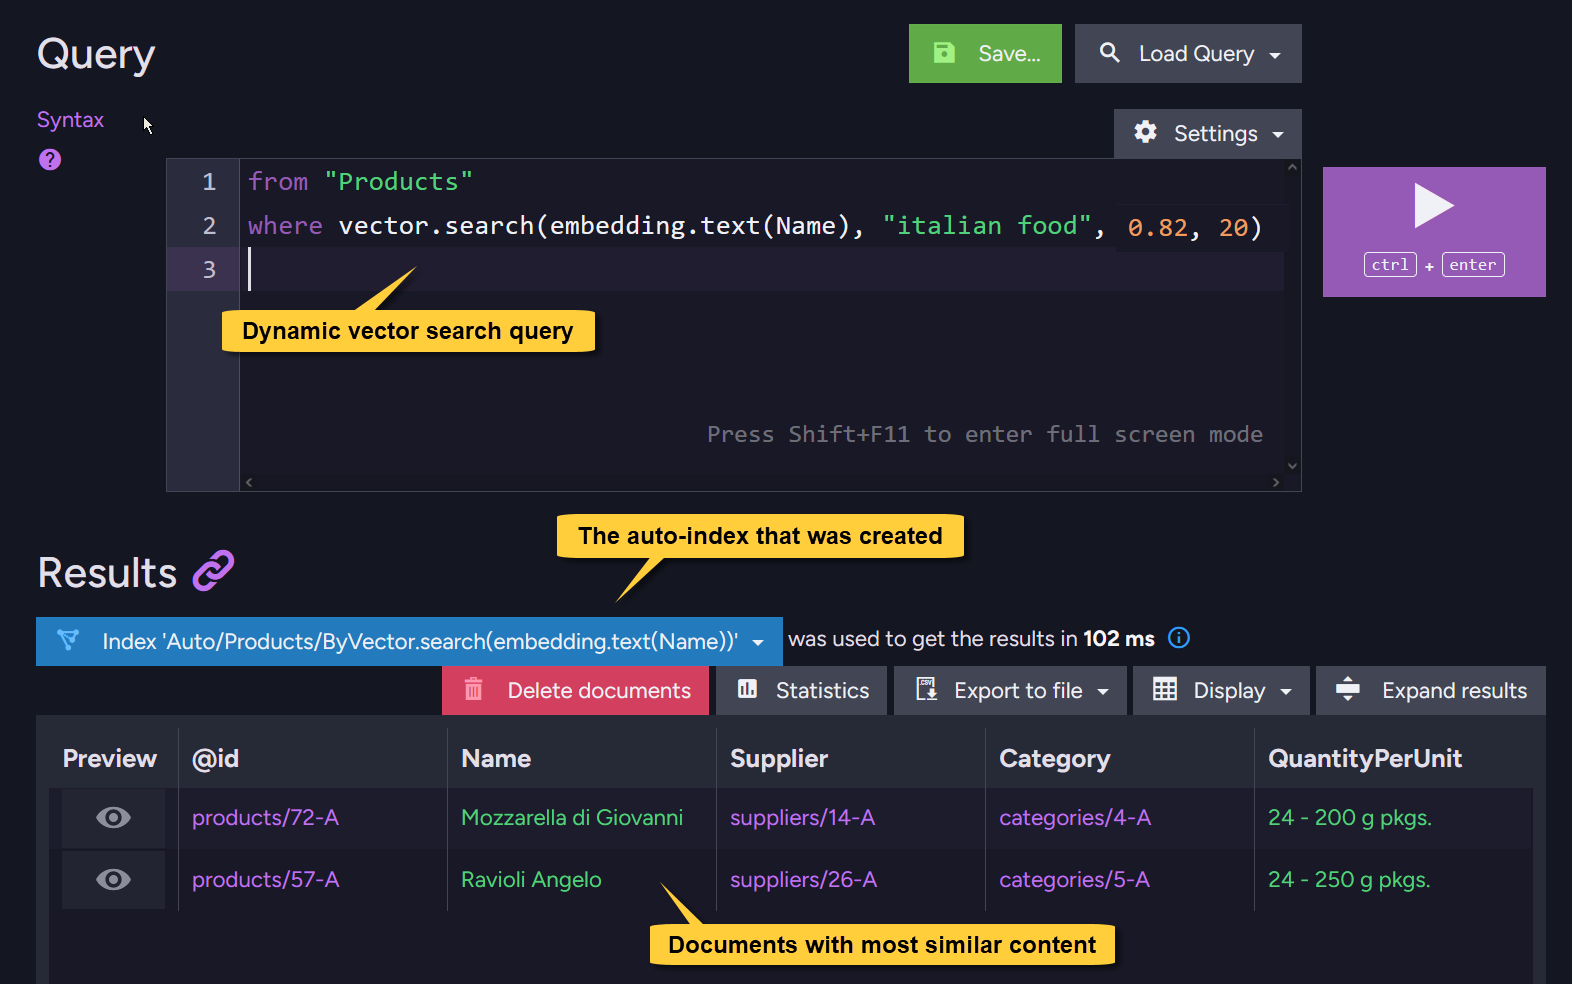 Query
Save...
Load Query
Syntax
Settings
?
1 from "Products"
2 where vector.search(embedding.text(Name), "italian food", 0.82, 20)
3
ctrl + enter
Dynamic vector search query
Press Shift+F11 to enter full screen mode
The auto-index that was created
Results
Index 'Auto/Products/ByVector.search(embedding.text(Name))' was used to get the results in 102 ms
Delete documents
Statistics
CSV
Export to file
Display
Expand results
Preview @id Name Supplier Category QuantityPerUnit
products/72-A Mozzarella di Giovanni suppliers/14-A categories/4-A 24 - 200 g pkgs.
products/57-A Ravioli Angelo suppliers/26-A categories/5-A 24 - 250 g pkgs.
Documents with most similar content